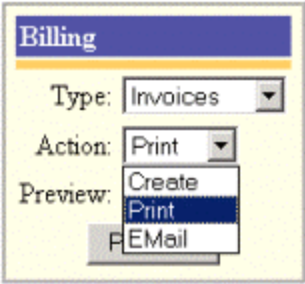 Billing
Type: Invoices
Action: Print
Preview: Create
Print
EMail